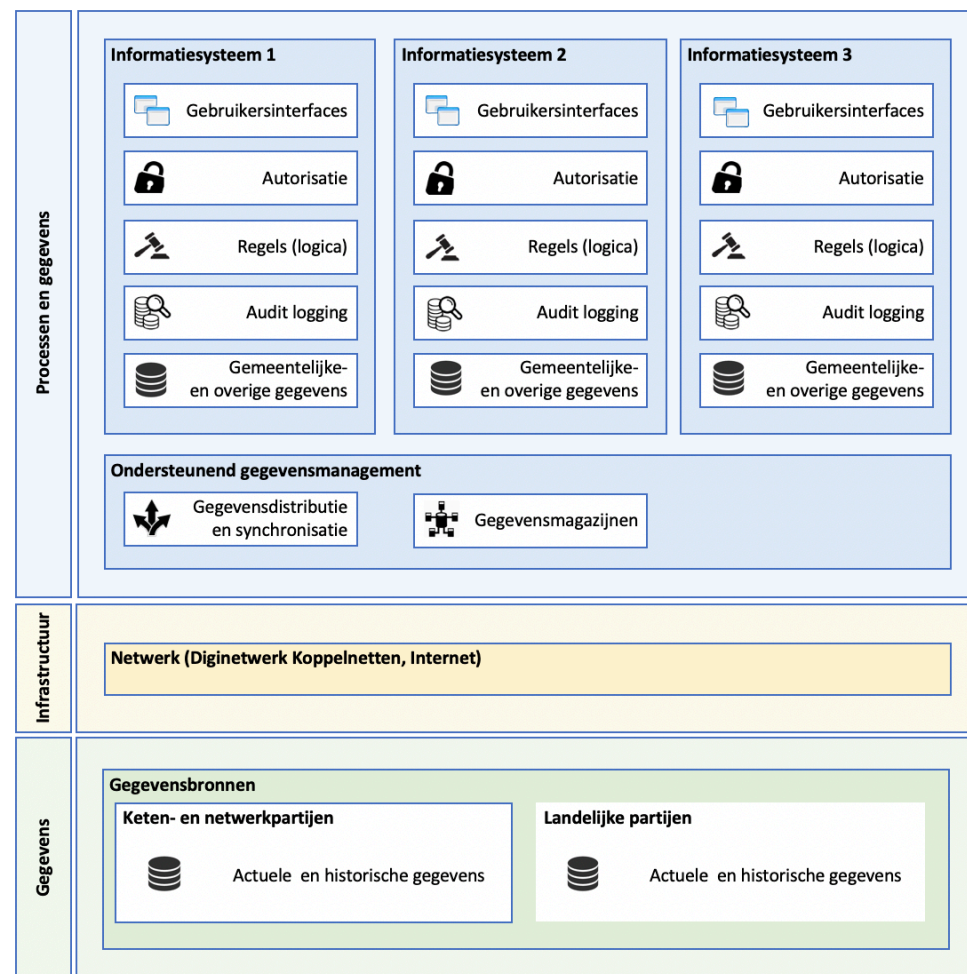 Processen en gegevens
Informatiesysteem 1
Gebruikersinterfaces
Autorisatie
Regels (logica)
Audit logging
Gemeentelijke-
en overige gegevens
Informatiesysteem 2
Gebruikersinterfaces
Autorisatie
Regels (logica)
Audit logging
Gemeentelijke-
en overige gegevens
Informatiesysteem 3
Gebruikersinterfaces
Autorisatie
Regels (logica)
Audit logging
Gemeentelijke-
en overige gegevens
Ondersteunend gegevensmanagement
Gegevensdistributie
en synchronisatie
Gegevensmagazijnen
Infrastructuur
Netwerk (Diginetwerk Koppelnetten, Internet)
Gegevens
Gegevensbronnen
Keten- en netwerkpartijen
Actuele en historische gegevens
Landelijke partijen
Actuele en historische gegevens